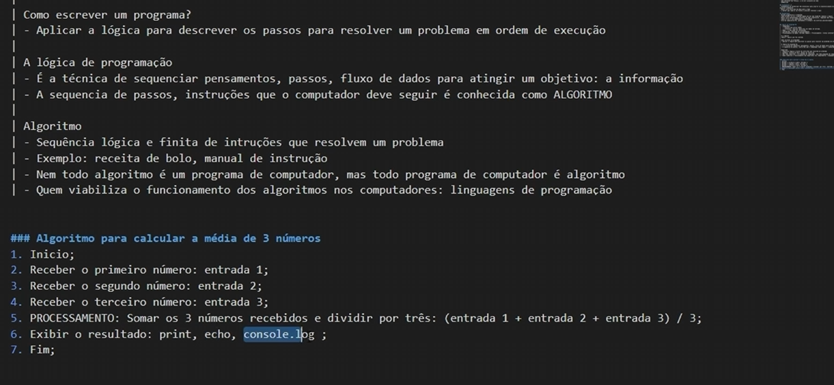 Como escrever um programa?
- Aplicar a lógica para descrever os passos para resolver um problema em ordem de execução
A lógica de programação
- É a técnica de sequenciar pensamentos, passos, fluxo de dados para atingir um objetivo: a informação
- A sequencia de passos, instruções que o computador deve seguir é conhecida como ALGORITMO
Algoritmo
- Sequência lógica e finita de intruções que resolvem um problema
- Exemplo: receita de bolo, manual de instrução
- Nem todo algoritmo é um programa de computador, mas todo programa de computador é algoritmo
- Quem viabiliza o funcionamento dos algoritmos nos computadores: linguagens de programação
### Algoritmo para calcular a média de 3 números
1. Inicio;
2. Receber o primeiro número: entrada 1;
3. Receber o segundo número: entrada 2;
4. Receber o terceiro número: entrada 3;
5. PROCESSAMENTO: Somar os 3 números recebidos e dividir por três: (entrada 1 + entrada 2 + entrada 3) / 3;
6. Exibir o resultado: print, echo, console.log ;
7. Fim;